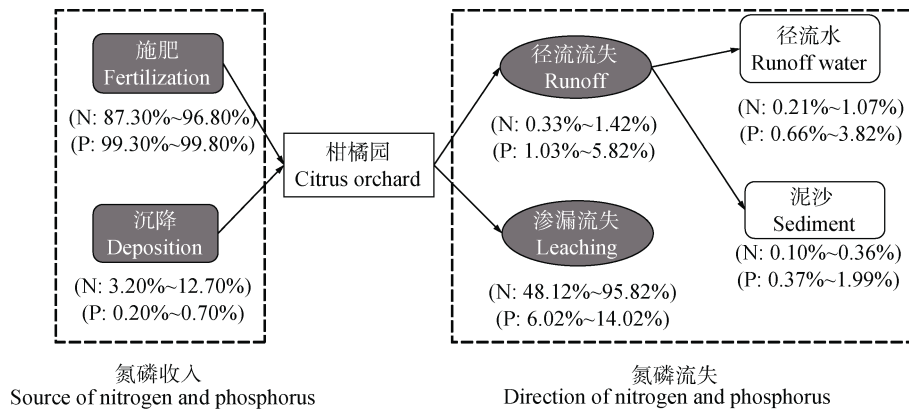 施肥
Fertilization
(N: 87.30%~96.80%)
(P: 99.30%~99.80%)
沉降
Deposition
(N: 3.20%~12.70%)
(P: 0.20%~0.70%)
柑橘园
Citrus orchard
径流流失
Runoff
(N: 0.33%~1.42%)
(P: 1.03%~5.82%)
渗漏流失
Leaching
(N: 48.12%~95.82%)
(P: 6.02%~14.02%)
径流水
Runoff water
(N: 0.21%~1.07%)
(P: 0.66%~3.82%)
泥沙
Sediment
(N: 0.10%~0.36%)
(P: 0.37%~1.99%)
氮磷收入
Source of nitrogen and phosphorus
氮磷流失
Direction of nitrogen and phosphorus